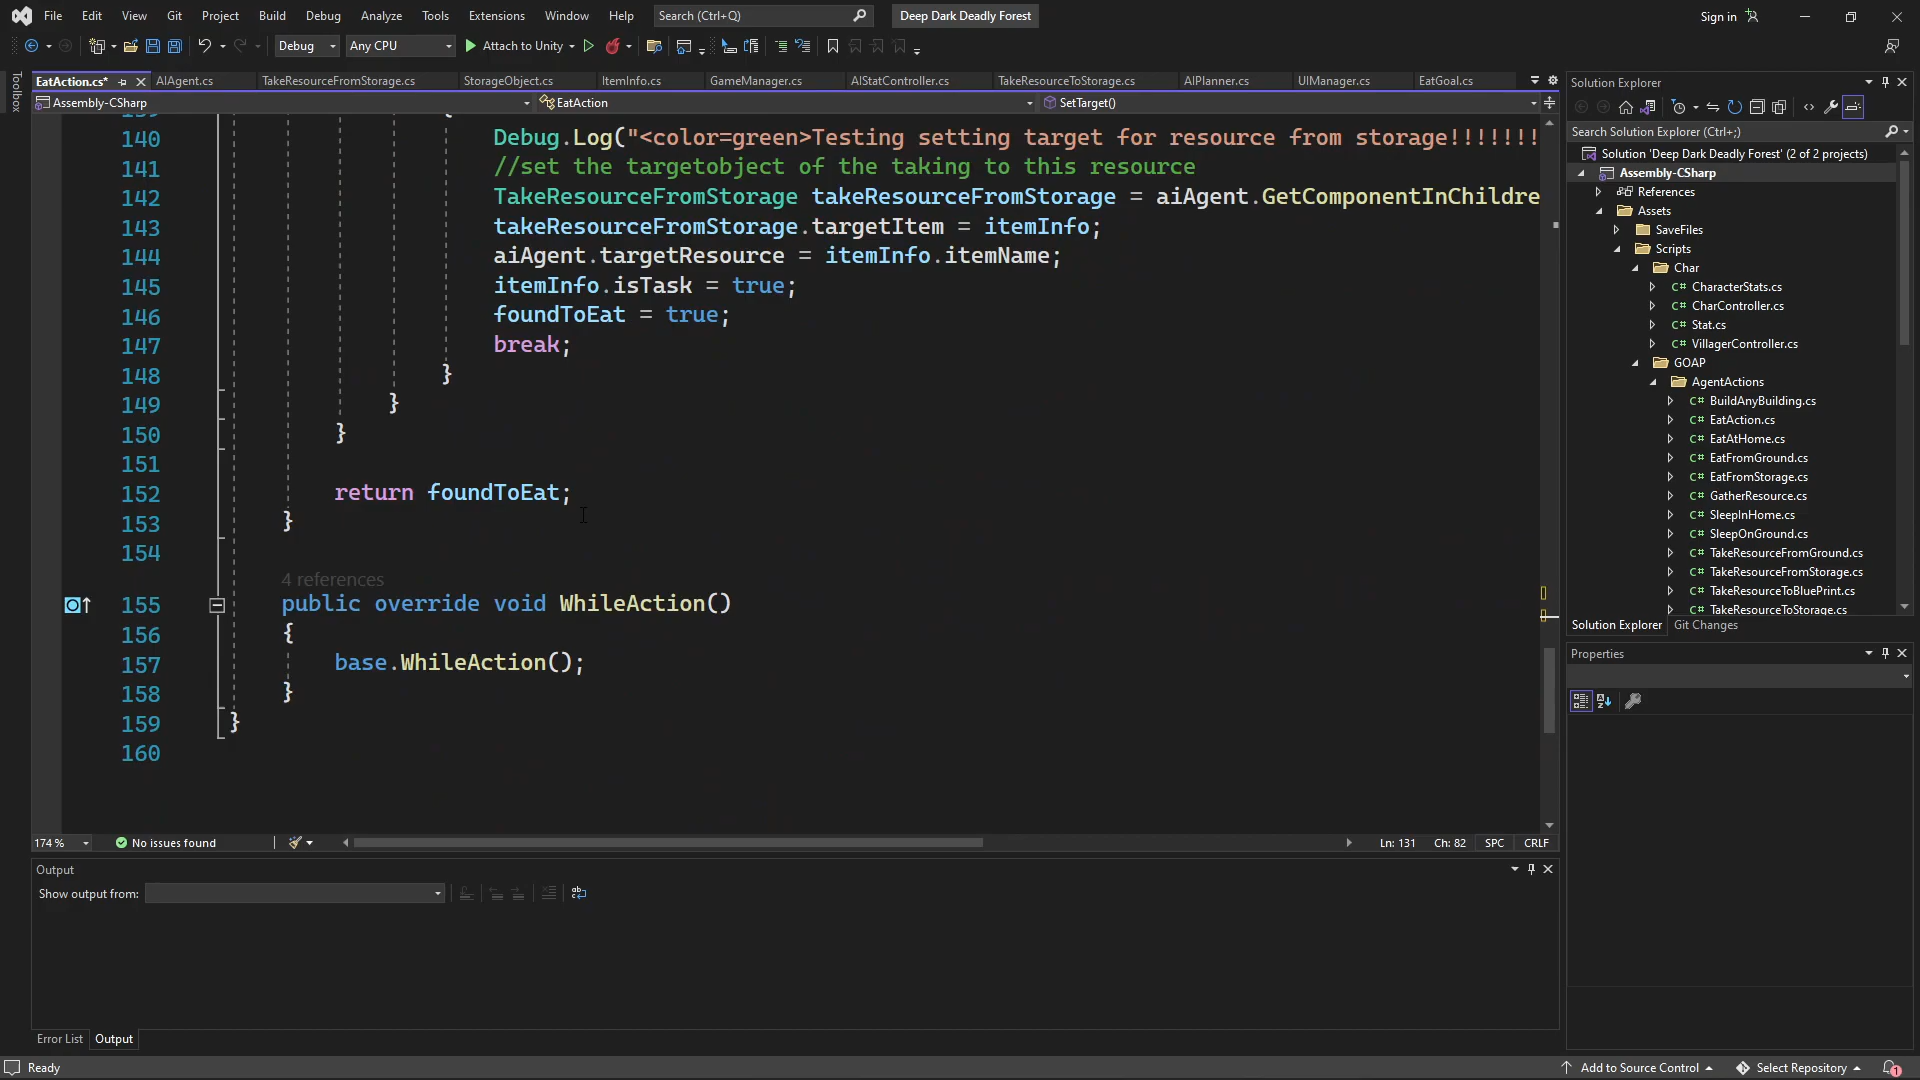 File Edit View Git Project Build Debug Analyze Tools Extensions Window Help Search (Ctrl+Q) Deep Dark Deadly Forest Sign in
Debug Any CPU Attach to Unity
Toolbox
EatAction.cs* AIAgent.cs TakeResourceFromStorage.cs StorageObject.cs ItemInfo.cs GameManager.cs AIStatController.cs TakeResourceToStorage.cs AIPlanner.cs UIManager.cs EatGoal.cs
Assembly-CSharp EatAction SetTarget()
140 Debug.Log("<color=green>Testing setting target for resource from storage!!!!!!!
141 //set the targetobject of the taking to this resource
142 TakeResourceFromStorage takeResourceFromStorage = aiAgent.GetComponentInChildre
143 takeResourceFromStorage.targetItem = itemInfo;
144 aiAgent.targetResource = itemInfo.itemName;
145 itemInfo.isTask = true;
146 foundToEat = true;
147 break;
148 }
149 }
150 }
151
152 return foundToEat;
153 }
154
4 references
155 public override void WhileAction()
156 {
157 base.WhileAction();
158 }
159 }
160
174 % No issues found Ln: 131 Ch: 82 SPC CRLF
Output
Show output from:
Error List Output
Ready Add to Source Control Select Repository 1
Solution Explorer
Search Solution Explorer (Ctrl+;)
Solution 'Deep Dark Deadly Forest' (2 of 2 projects)
Assembly-CSharp
References
Assets
SaveFiles
Scripts
Char
C# CharacterStats.cs
C# CharController.cs
C# Stat.cs
C# VillagerController.cs
GOAP
AgentActions
C# BuildAnyBuilding.cs
C# EatAction.cs
C# EatAtHome.cs
C# EatFromGround.cs
C# EatFromStorage.cs
C# GatherResource.cs
C# SleepInHome.cs
C# SleepOnGround.cs
C# TakeResourceFromGround.cs
C# TakeResourceFromStorage.cs
C# TakeResourceToBluePrint.cs
C# TakeResourceToStorage.cs
Solution Explorer Git Changes
Properties